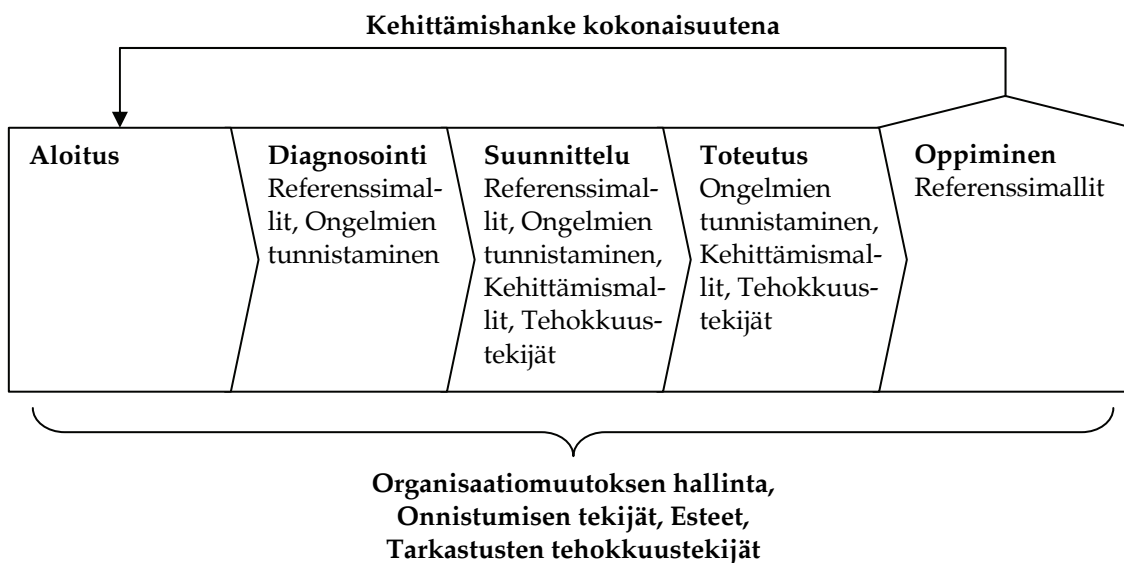 Kehittämishanke kokonaisuutena
Aloitus
Diagnosointi
Referenssimal-
lit, Ongelmien
tunnistaminen
Suunnittelu
Referenssimal-
lit, Ongelmien
tunnistaminen,
Kehittämismal-
lit, Tehokkuus-
tekijät
Toteutus
Ongelmien
tunnistaminen,
Kehittämismal-
lit, Tehokkuus-
tekijät
Oppiminen
Referenssimallit
Organisaatiomuutoksen hallinta,
Onnistumisen tekijät, Esteet,
Tarkastusten tehokkuustekijät